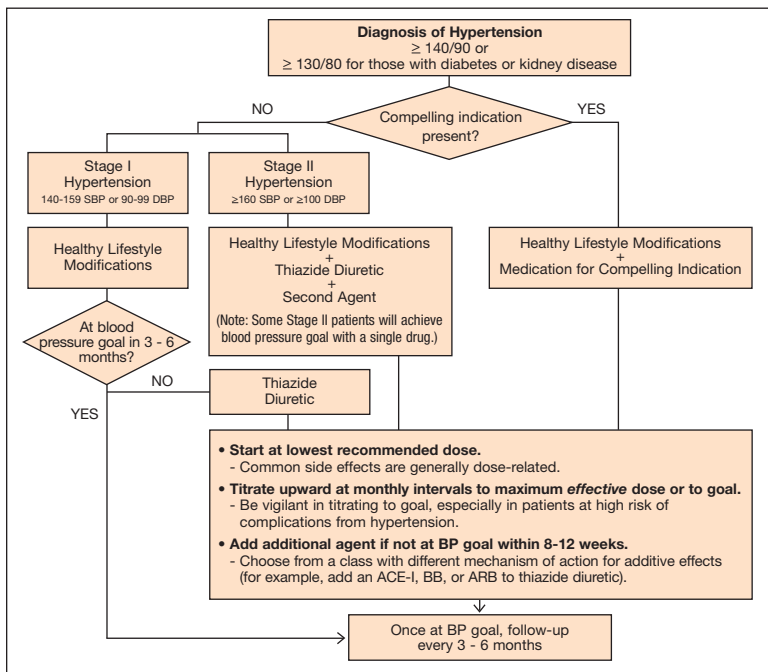 Diagnosis of Hypertension
≥ 140/90 or
≥ 130/80 for those with diabetes or kidney disease
NO
Compelling indication
present?
YES
Stage I
Hypertension
140-159 SBP or 90-99 DBP
Stage II
Hypertension
≥160 SBP or ≥100 DBP
Healthy Lifestyle
Modifications
Healthy Lifestyle Modifications
+
Thiazide Diuretic
+
Second Agent
(Note: Some Stage II patients will achieve
blood pressure goal with a single drug.)
Healthy Lifestyle Modifications
+
Medication for Compelling Indication
At blood
pressure goal in 3 - 6
months?
NO
Thiazide
Diuretic
YES
• Start at lowest recommended dose.
- Common side effects are generally dose-related.
• Titrate upward at monthly intervals to maximum effective dose or to goal.
- Be vigilant in titrating to goal, especially in patients at high risk of
complications from hypertension.
• Add additional agent if not at BP goal within 8-12 weeks.
- Choose from a class with different mechanism of action for additive effects
(for example, add an ACE-I, BB, or ARB to thiazide diuretic).
Once at BP goal, follow-up
every 3 - 6 months